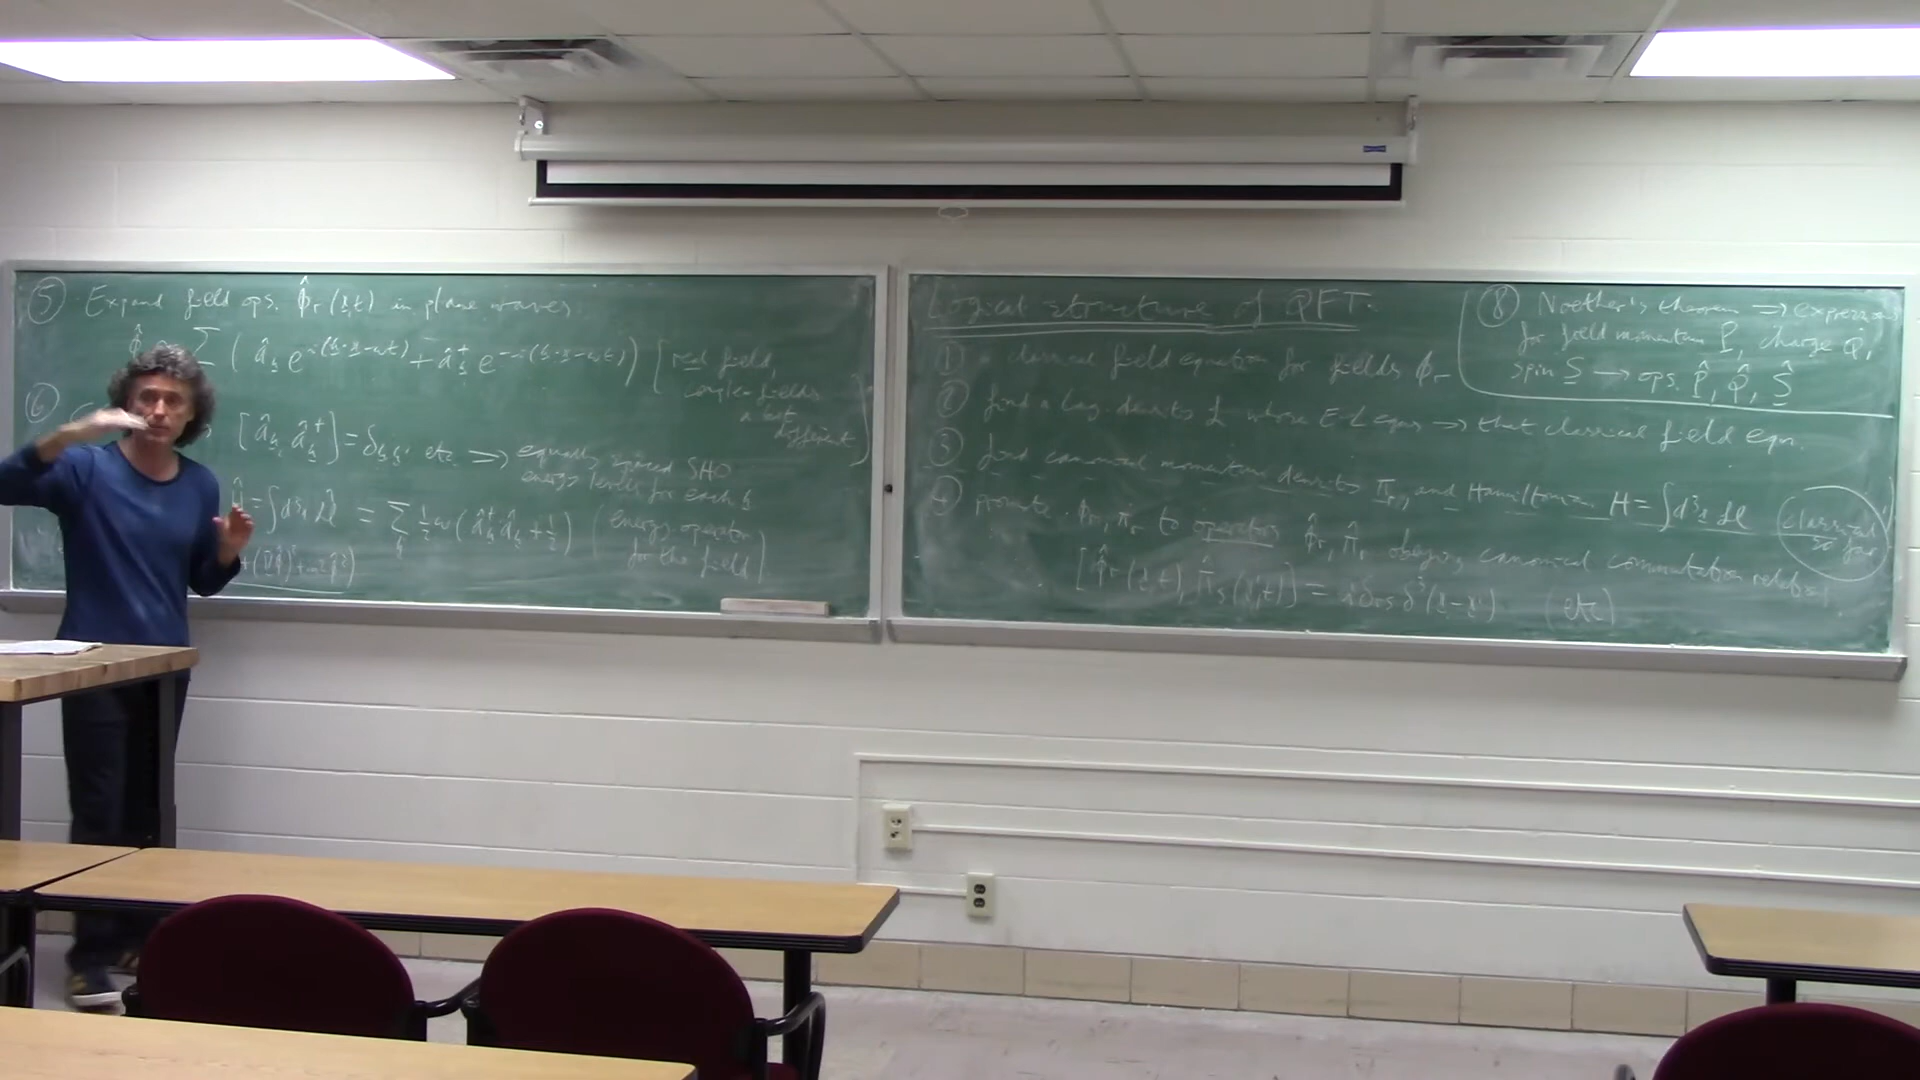 ⑤ Expand field ops. φ̂ᵣ(x,t) in plane waves
φ̂ ∑ ( âₖ e^{i(k·x-ωt)} + âₖ† e^{-i(k·x-ωt)} ) [real field,
complex fields
a bit
different]
⑥ [âₖ, âₖ'†] = δₖₖ' etc ⇒ equally spaced SHO
energy levels for each k
Ĥ = ∫d³x ℋ̂ = ∑ₖ ½ω(âₖ†âₖ + ½) (energy operator
for the field)
+(∇φ̂)² + m²φ̂²)
Logical structure of QFT.
① classical field equation for fields φᵣ
② find a Lag. density ℒ whose E-L eqns → that classical field eqn.
③ find canonical momentum density πᵣ, and Hamiltonian H = ∫d³x ℋ (classical so far)
④ promote φᵣ, πᵣ to operators φ̂ᵣ, π̂ᵣ obeying canonical commutation relations
[φ̂ᵣ(x,t), π̂ₛ(x',t)] = iδᵣₛ δ³(x-x') (etc)
⑧ Noether's theorem ⇒ expressions
for field momentum P, charge Q,
spin S → ops. P̂, Q̂, Ŝ